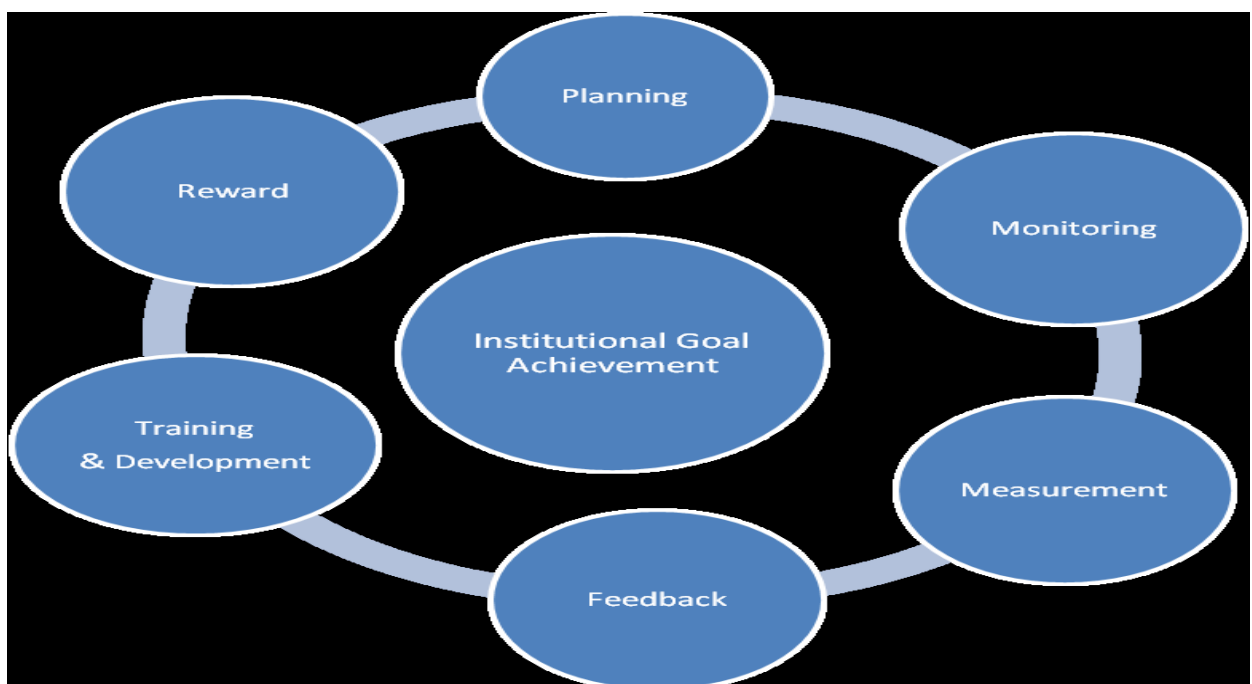 Planning
Reward
Monitoring
Institutional Goal
Achievement
Training
& Development
Measurement
Feedback